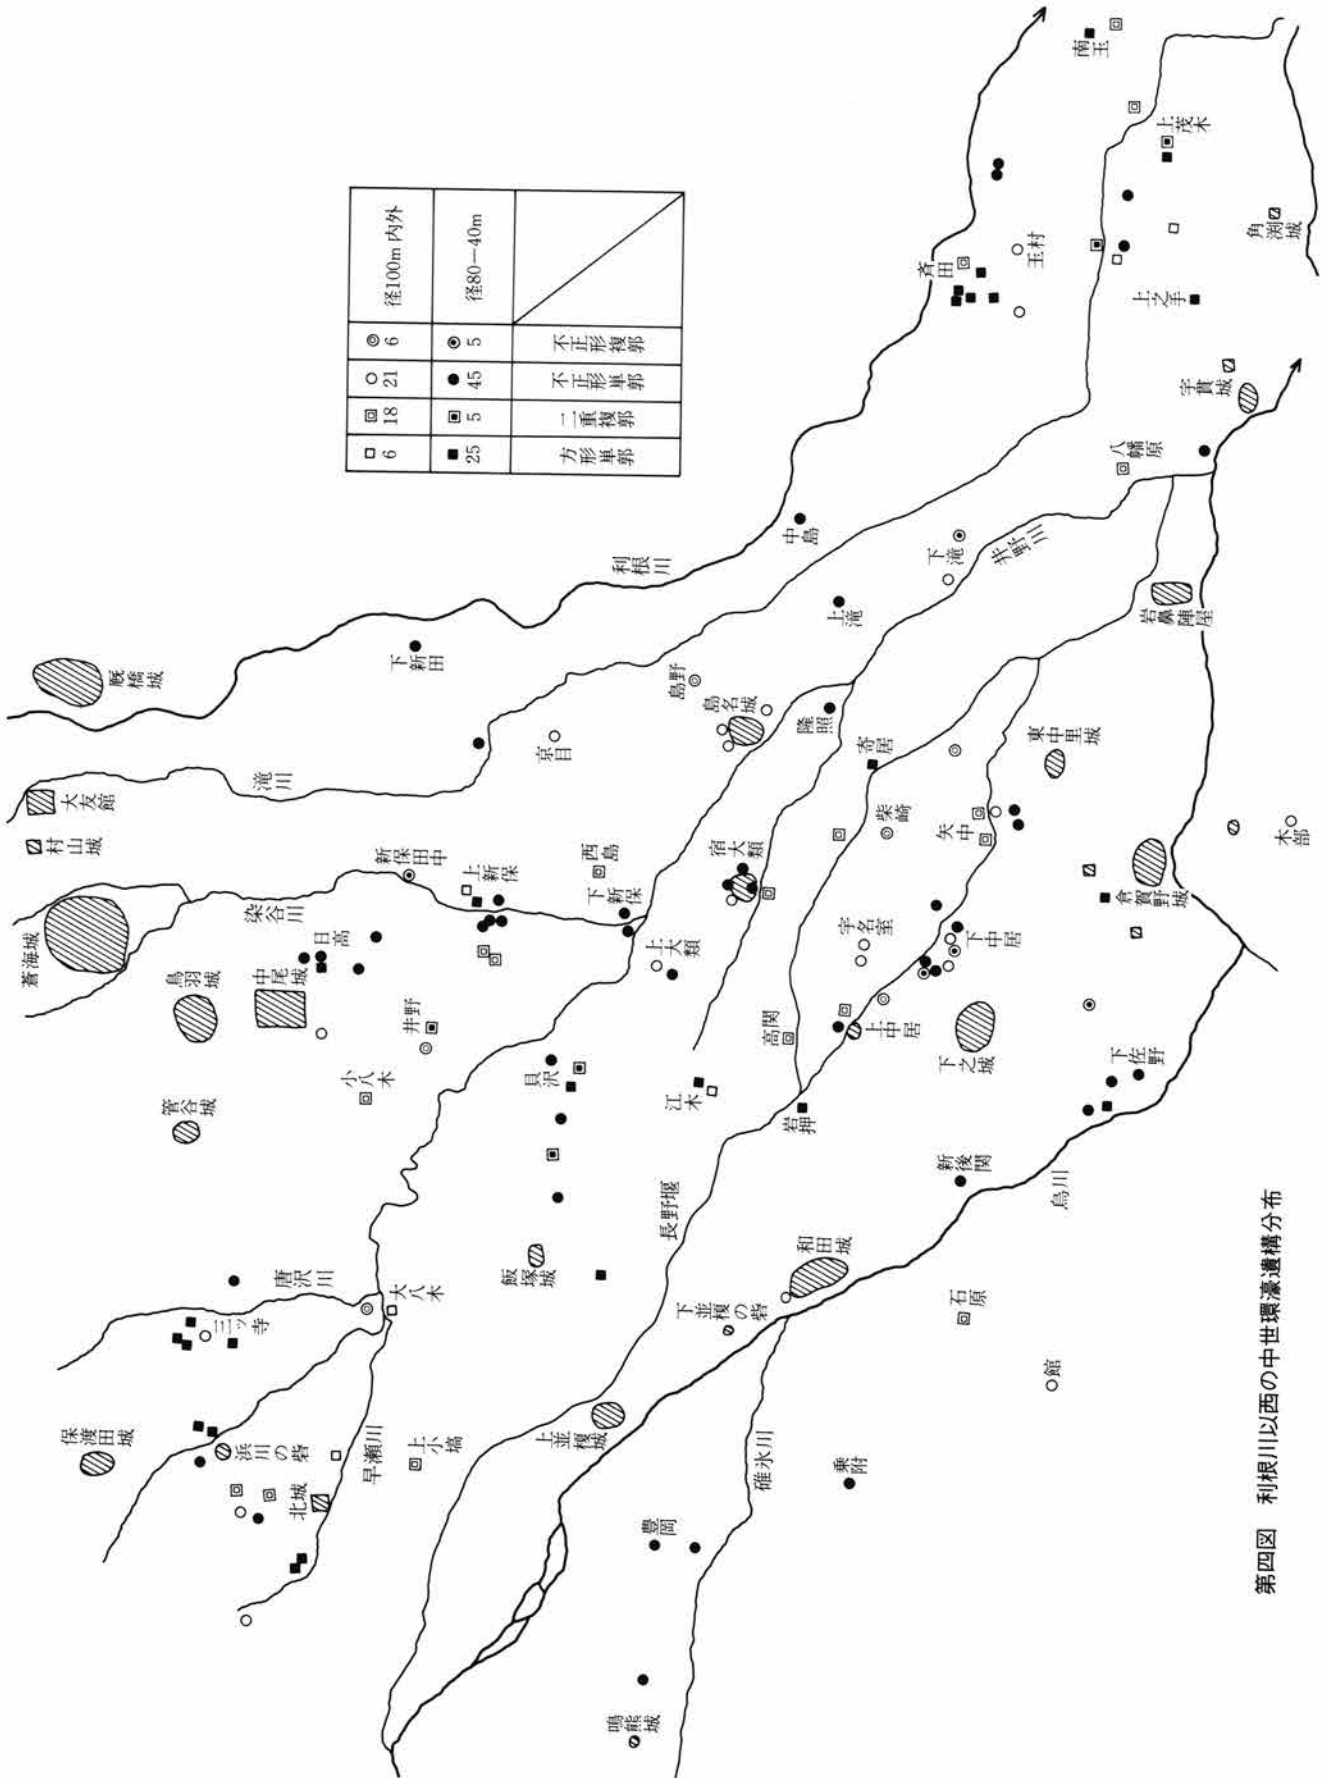 径100m内外
径80—40m
◎ 6
○ 21
回 18
□ 6
◉ 5
● 45
▣ 5
■ 25
不正形複郭
不正形単郭
二重複郭
方形単郭
厩橋城
大友館
村山城
蒼海城
鳥羽城
中尾城
日高
管谷城
小八木
井野
染谷川
滝川
新保田中
上新保
西島
下新保
下新田
京目
利根川
中島
島野
島名城
隆照
上滝
下滝
井野川
斉田
玉村
南玉
上茂木
角渕城
上之手
宇貫城
八幡原
岩鼻陣屋
寄居
柴崎
矢中
東中里城
宿大類
上大類
宇名室
下中居
上中居
高関
江木
岩押
下之城
倉賀野城
木部
下佐野
貝沢
飯塚城
長野堰
新後閑
烏川
和田城
下並榎の砦
石原
館
唐沢川
三ッ寺
大八木
保渡田城
浜川の砦
北城
早瀬川
上小塙
上並榎城
碓氷川
乗附
豊岡
鳴熊城
第四図 利根川以西の中世環濠遺構分布